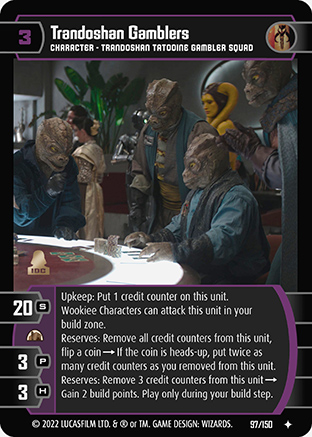 3
Trandoshan Gamblers
CHARACTER - TRANDOSHAN TATOOINE GAMBLER SQUAD
IDC
20 S
3 P
3 H
Upkeep: Put 1 credit counter on this unit.
Wookiee Characters can attack this unit in your
build zone.
Reserves: Remove all credit counters from this unit,
flip a coin → If the coin is heads-up, put twice as
many credit counters as you removed from this unit.
Reserves: Remove 3 credit counters from this unit →
Gain 2 build points. Play only during your build step.
© 2022 LUCASFILM LTD. & ® or TM. GAME DESIGN: WIZARDS.
97/150